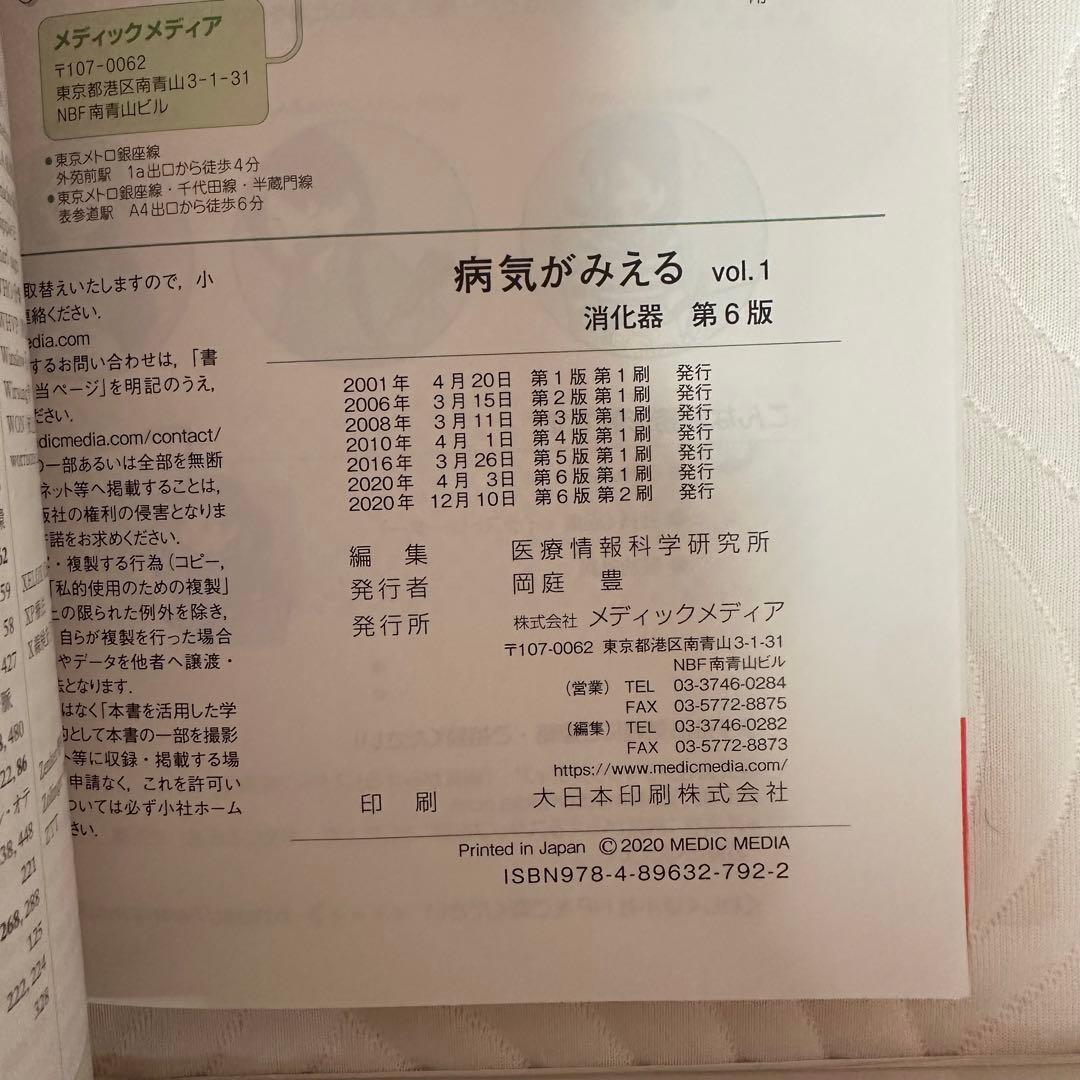 メディックメディア
〒107-0062
東京都港区南青山3-1-31
NBF南青山ビル
●東京メトロ銀座線
外苑前駅 1a出口から徒歩4分
●東京メトロ銀座線・千代田線・半蔵門線
表参道駅 A4出口から徒歩6分
取替えいたしますので，小
絡ください.
edia.com
するお問い合わせは，「書
当ページ」を明記のうえ，
ださい.
dicmedia.com/contact/
一部あるいは全部を無断
ネット等へ掲載することは，
版社の権利の侵害となりま
諾をお求めください.
・複製する行為（コピー，
「私的使用のための複製」
の限られた例外を除き，
自らが複製を行った場合
やデータを他者へ譲渡・
となります.
はなく「本書を活用した学
的として本書の一部を撮影
等に収録・掲載する場
申請なく，これを許可い
ついては必ず小社ホーム
さい.
病気がみえる vol.1
消化器 第6版
2001年 4月20日 第1版第1刷 発行
2006年 3月15日 第2版第1刷 発行
2008年 3月11日 第3版第1刷 発行
2010年 4月 1日 第4版第1刷 発行
2016年 3月26日 第5版第1刷 発行
2020年 4月 3日 第6版第1刷 発行
2020年 12月10日 第6版第2刷 発行
編集 医療情報科学研究所
発行者 岡庭 豊
発行所 株式会社 メディックメディア
〒107-0062 東京都港区南青山3-1-31
NBF南青山ビル
（営業） TEL 03-3746-0284
FAX 03-5772-8875
（編集） TEL 03-3746-0282
FAX 03-5772-8873
https://www.medicmedia.com/
印刷 大日本印刷株式会社
Printed in Japan ©2020 MEDIC MEDIA
ISBN978-4-89632-792-2
59
58
427
480
22, 86
38, 448
221
268, 288
125
222, 224
328